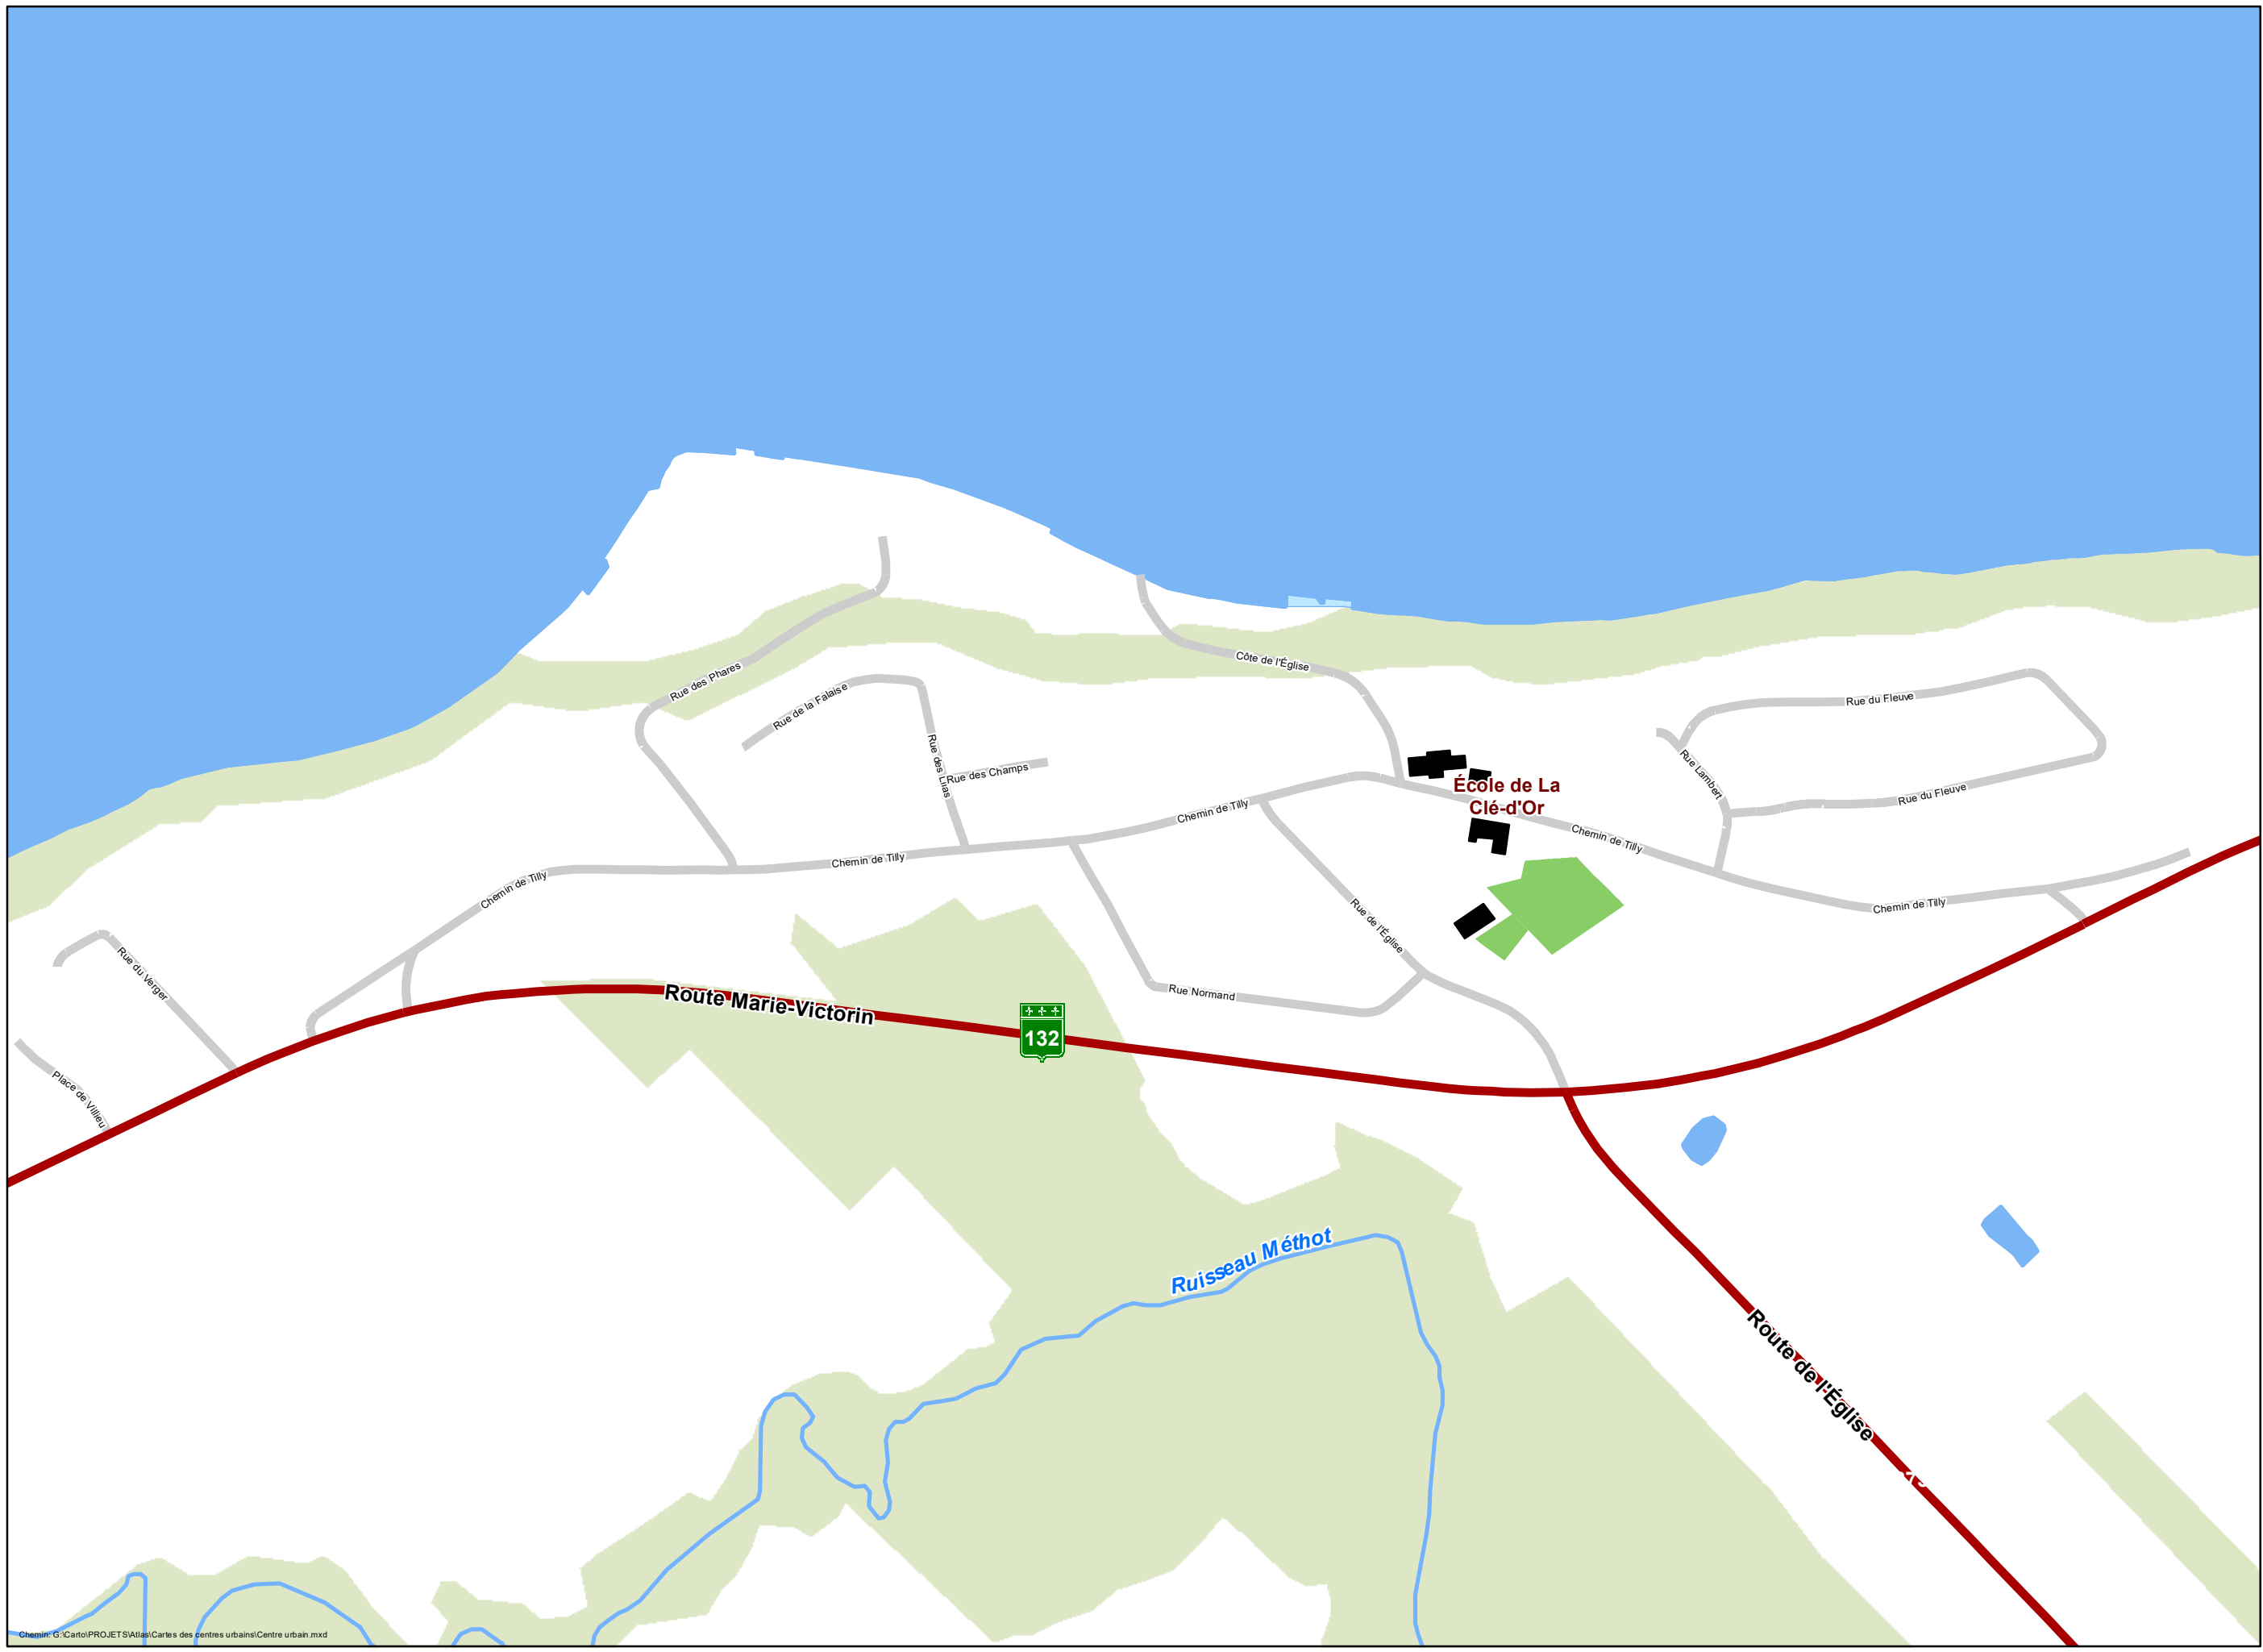 Côte de l'Église
Rue des Phares
Rue de la Falaise
Rue du Fleuve
Rue des Lilas
Rue des Champs
Rue Lambert
École de La
Clé-d'Or
Rue du Fleuve
Chemin de Tilly
Chemin de Tilly
Chemin de Tilly
Chemin de Tilly
Chemin de Tilly
Rue de l'Église
Rue du Verger
Rue Normand
Route Marie-Victorin
132
Place de Villieu
Ruisseau Méthot
Route de l'Église
Chemin: G:\Carto\PROJETS\Atlas\Cartes des centres urbains\Centre urbain.mxd